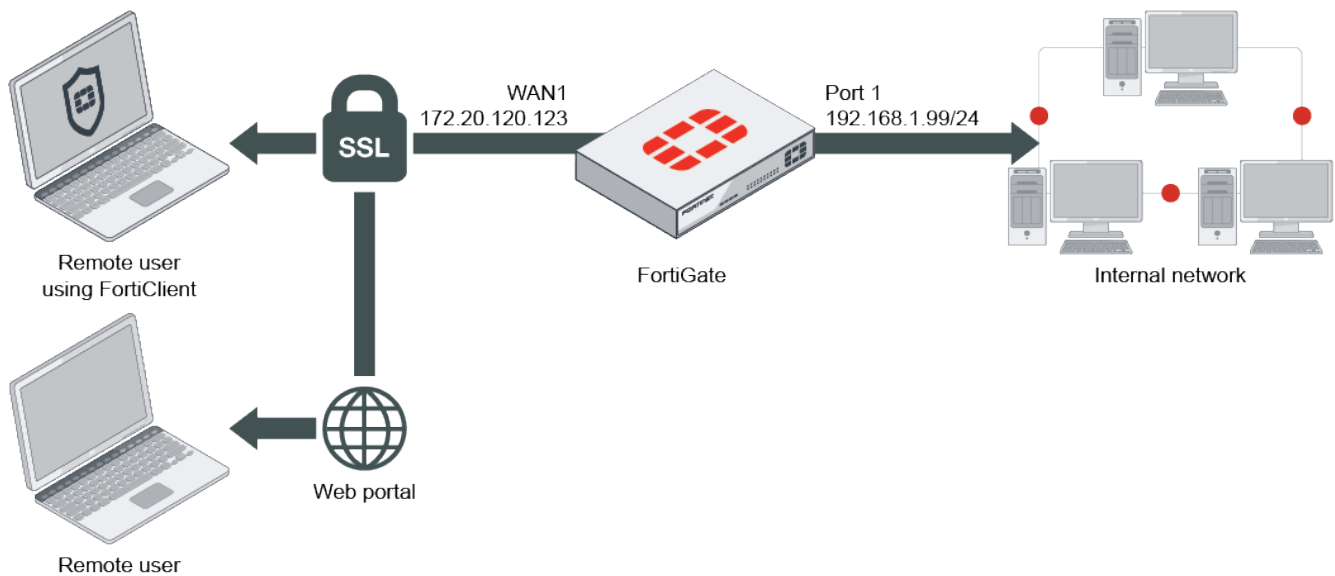 WAN1
172.20.120.123
Port 1
192.168.1.99/24
SSL
FORTINET
Remote user
using FortiClient
FortiGate
Internal network
Web portal
Remote user